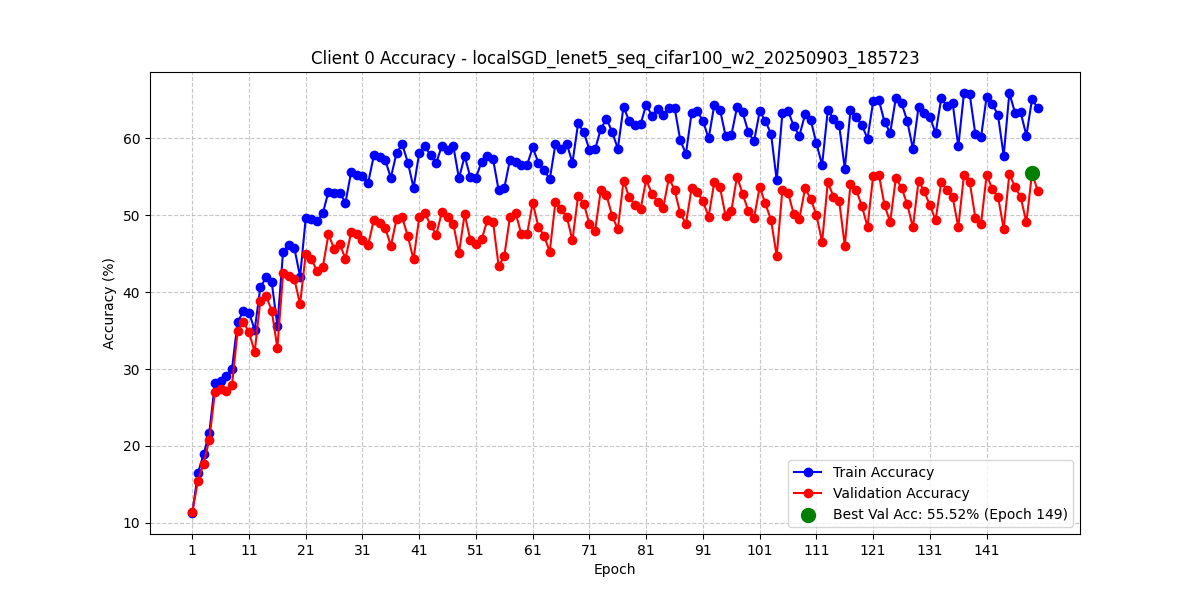 Client 0 Accuracy - localSGD_lenet5_seq_cifar100_w2_20250903_185723
Accuracy (%)
60
50
40
30
20
10
1 11 21 31 41 51 61 71 81 91 101 111 121 131 141
Epoch
Train Accuracy
Validation Accuracy
Best Val Acc: 55.52% (Epoch 149)